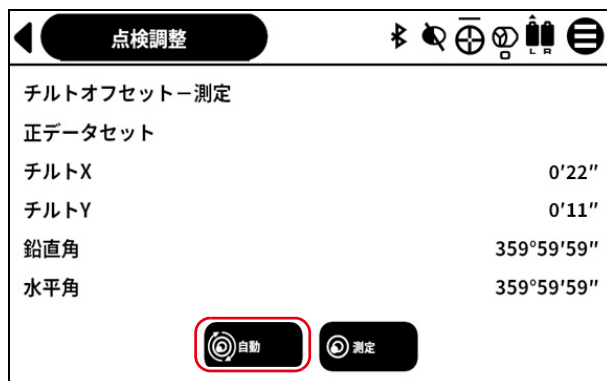 点検調整
L R
チルトオフセットー測定
正データセット
チルトX 0'22"
チルトY 0'11"
鉛直角 359°59'59"
水平角 359°59'59"
自動 測定